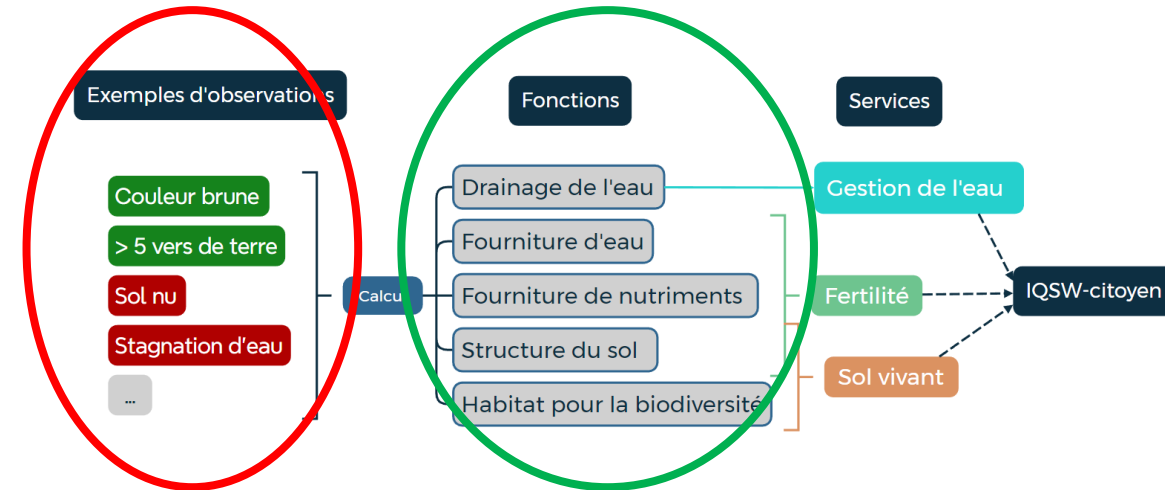 Exemples d'observations
Fonctions
Services
Couleur brune
> 5 vers de terre
Sol nu
Stagnation d'eau
...
Calcu
Drainage de l'eau
Fourniture d'eau
Fourniture de nutriments
Structure du sol
Habitat pour la biodiversité
Gestion de l'eau
Fertilité
Sol vivant
IQSW-citoyen